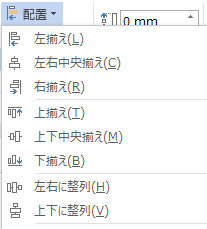 配置
0 mm
左揃え(L)
左右中央揃え(C)
右揃え(R)
上揃え(T)
上下中央揃え(M)
下揃え(B)
左右に整列(H)
上下に整列(V)